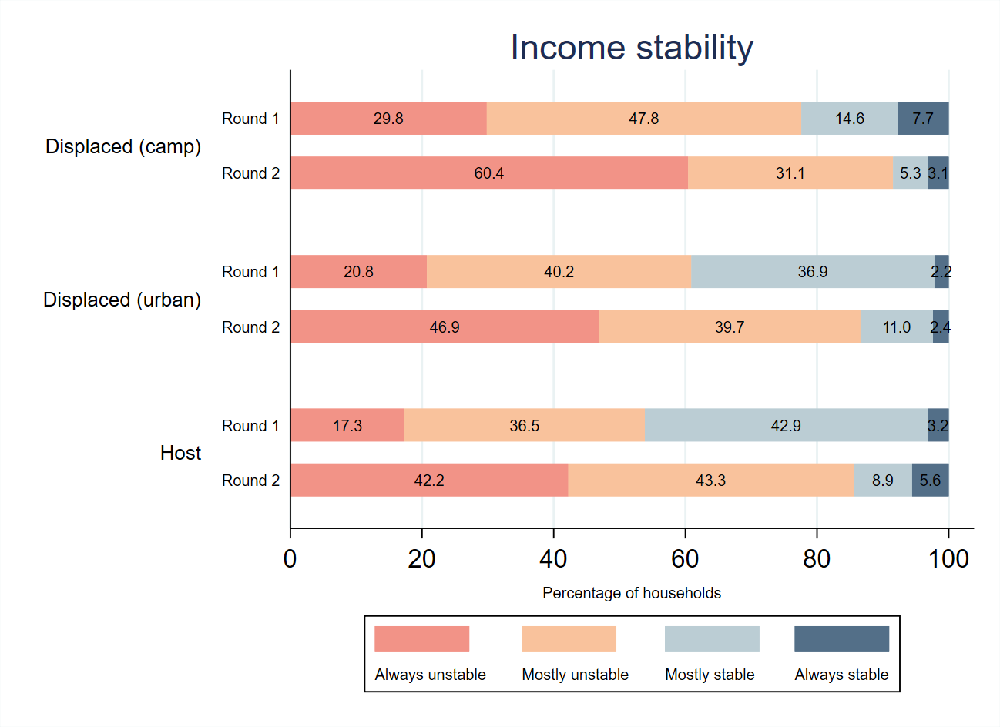 Income stability
Displaced (camp)
Round 1
29.8 47.8 14.6 7.7
Round 2
60.4 31.1 5.3 3.1
Displaced (urban)
Round 1
20.8 40.2 36.9 2.2
Round 2
46.9 39.7 11.0 2.4
Host
Round 1
17.3 36.5 42.9 3.2
Round 2
42.2 43.3 8.9 5.6
0 20 40 60 80 100
Percentage of households
Always unstable Mostly unstable Mostly stable Always stable